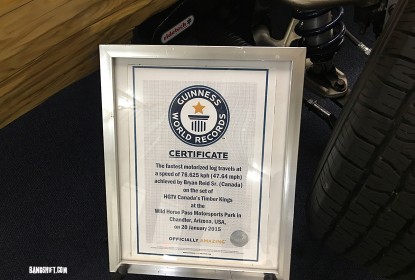 sidetech
GUINNESS
WORLD RECORDS
CERTIFICATE
The fastest motorized log travels at
a speed of 76.625 kph (47.64 mph)
achieved by Bryan Reid Sr. (Canada)
on the set of
HGTV Canada's Timber Kings
at the
Wild Horse Pass Motorsports Park in
Chandler, Arizona, USA,
on 20 January 2015
OFFICIALLY AMAZING
BANGSHIFT.COM